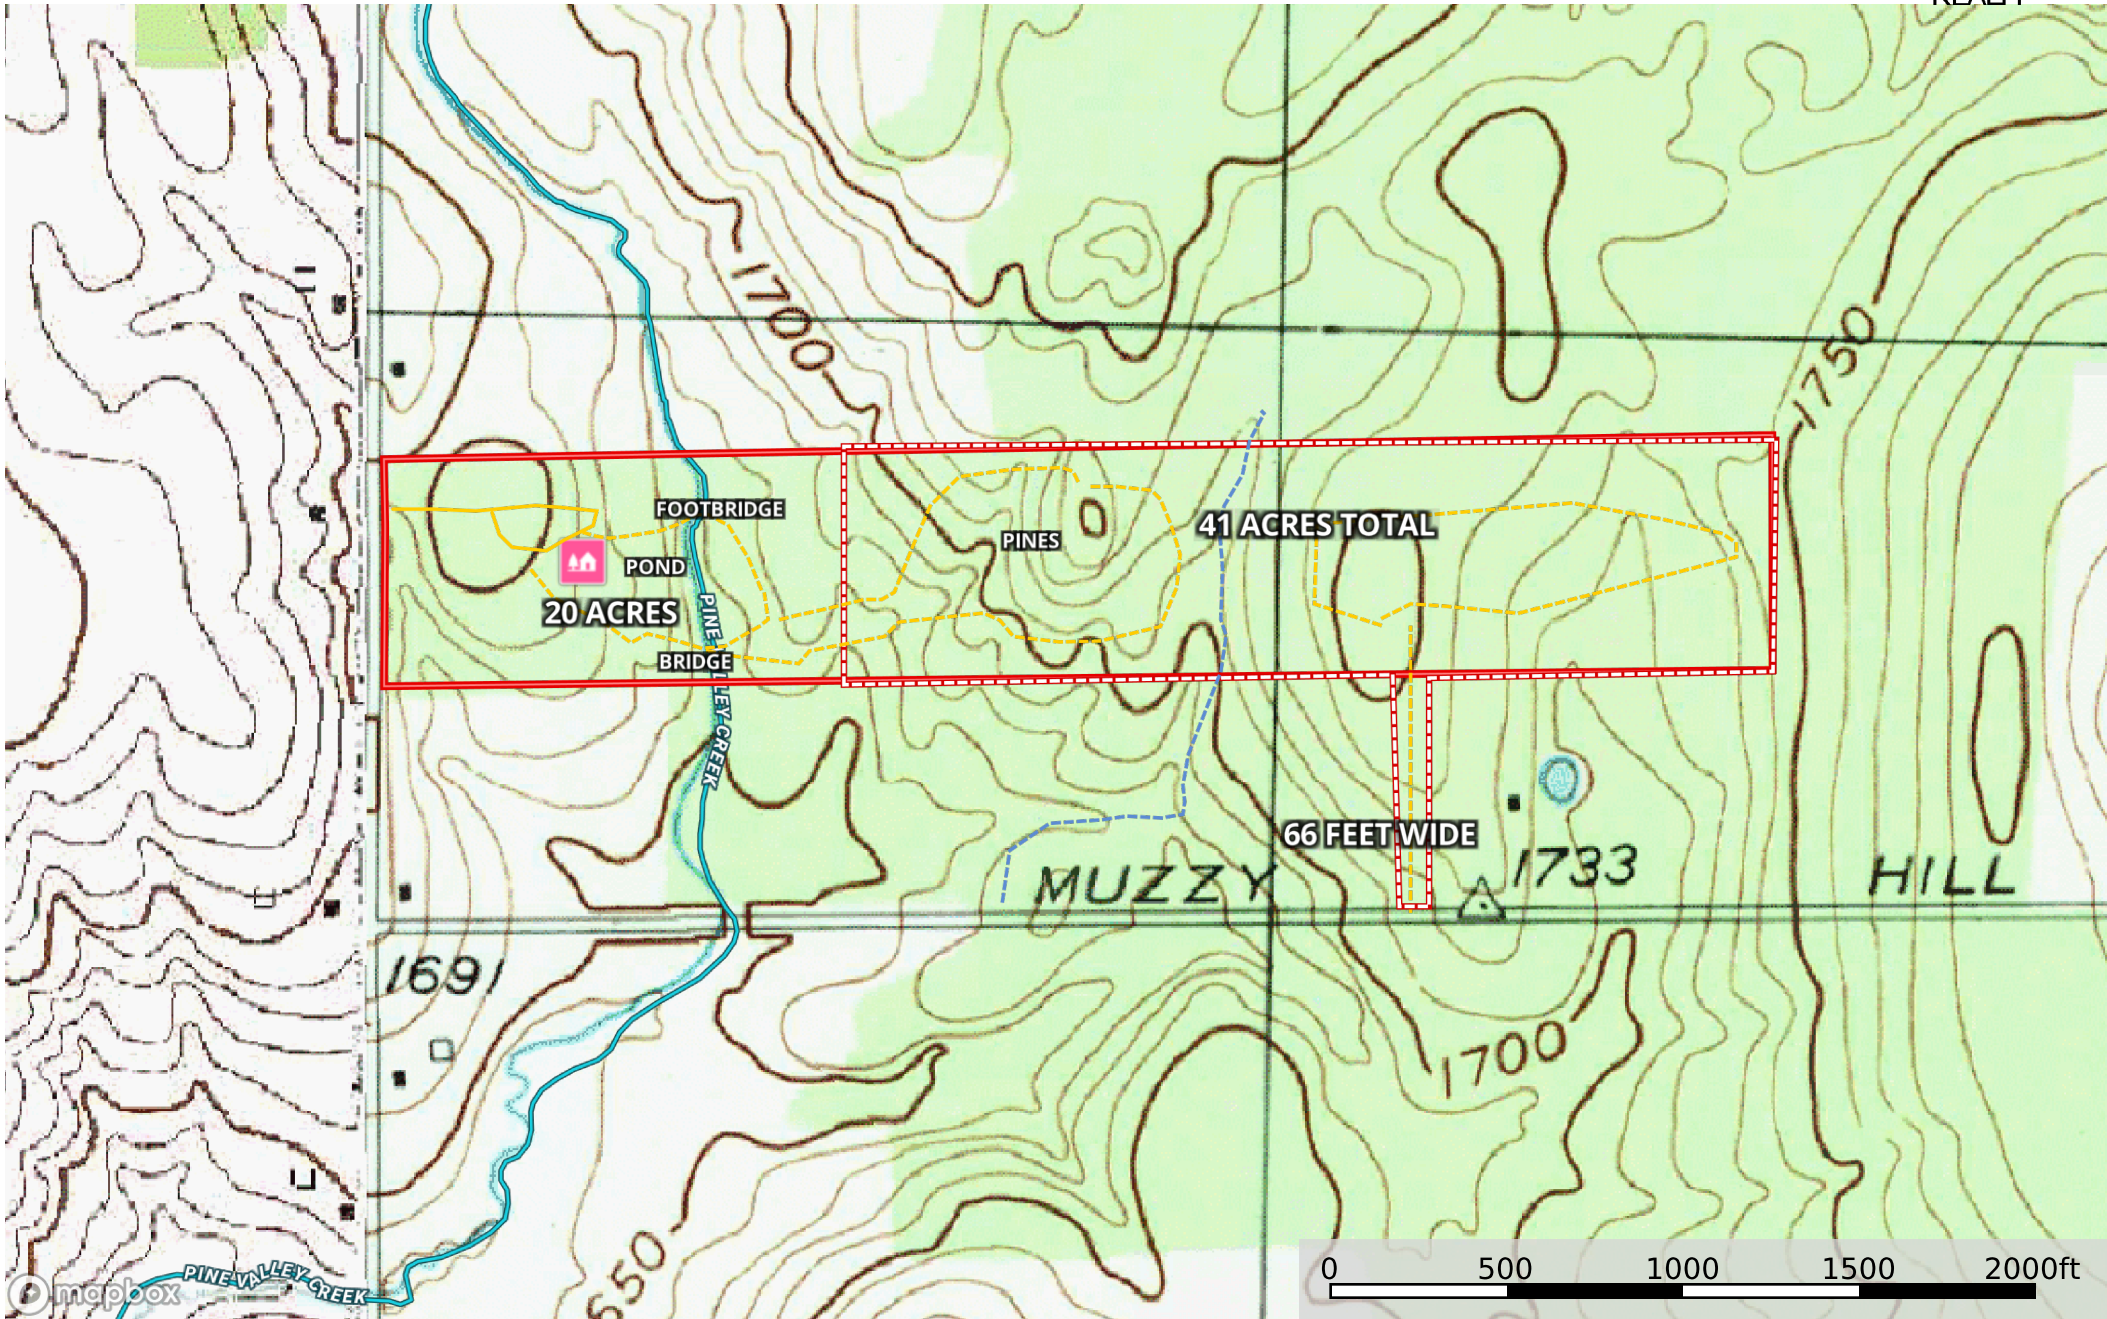 1700
1750
FOOTBRIDGE
41 ACRES TOTAL
PINES
POND
20 ACRES
PINE VALLEY CREEK
BRIDGE
66 FEET WIDE
MUZZY HILL
1733
1691
1700
650
PINE VALLEY CREEK
mapbox
0 500 1000 1500 2000ft